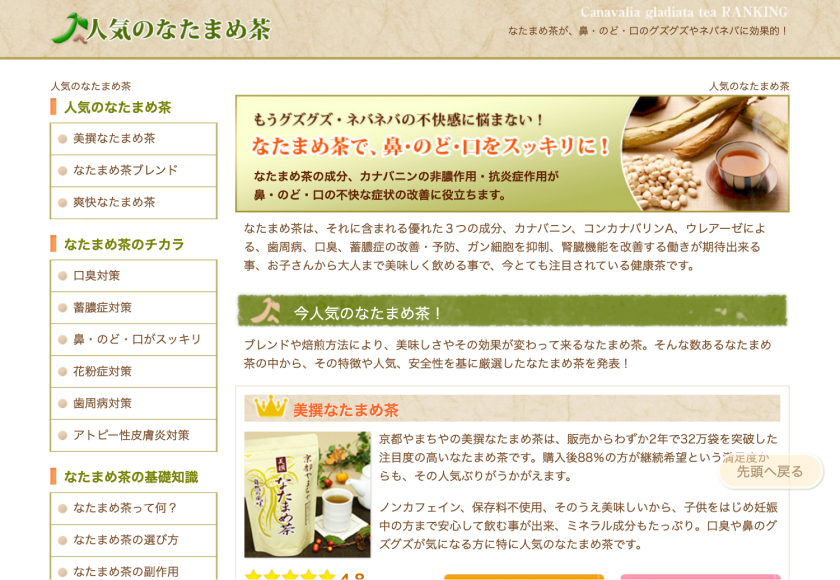 人気のなたまめ茶
Canavalia gladiata tea RANKING
なたまめ茶が、鼻・のど・口のグズグズやネバネバに効果的！
人気のなたまめ茶
人気のなたまめ茶
人気のなたまめ茶
美撰なたまめ茶
なたまめ茶ブレンド
爽快なたまめ茶
なたまめ茶のチカラ
口臭対策
蓄膿症対策
鼻・のど・口がスッキリ
花粉症対策
歯周病対策
アトピー性皮膚炎対策
なたまめ茶の基礎知識
なたまめ茶って何？
なたまめ茶の選び方
なたまめ茶の副作用
もうグズグズ・ネバネバの不快感に悩まない！
なたまめ茶で、鼻・のど・口をスッキリに！
なたまめ茶の成分、カナバニンの排膿作用・抗炎症作用が
鼻・のど・口の不快な症状の改善に役立ちます。
なたまめ茶は、それに含まれる優れた３つの成分、カナバニン、コンカナバリンA、ウレアーゼによ
る、歯周病、口臭、蓄膿症の改善・予防、ガン細胞を抑制、腎臓機能を改善する働きが期待出来る
事、お子さんから大人まで美味しく飲める事で、今とても注目されている健康茶です。
今人気のなたまめ茶！
ブレンドや焙煎方法により、美味しさやその効果が変わって来るなたまめ茶。そんな数あるなたまめ
茶の中から、その特徴や人気、安全性を基に厳選したなたまめ茶を発表！
美撰なたまめ茶
京都やまちやの美撰なたまめ茶は、販売からわずか2年で32万袋を突破した
注目度の高いなたまめ茶です。購入後88％の方が継続希望という満足度か
らも、その人気ぶりがうかがえます。
先頭へ戻る
ノンカフェイン、保存料不使用、そのうえ美味しいから、子供をはじめ妊娠
中の方まで安心して飲む事が出来、ミネラル成分もたっぷり。口臭や鼻のグ
ズグズが気になる方に特に人気のなたまめ茶です。
京都やまちや
美撰
なたまめ茶
4.8